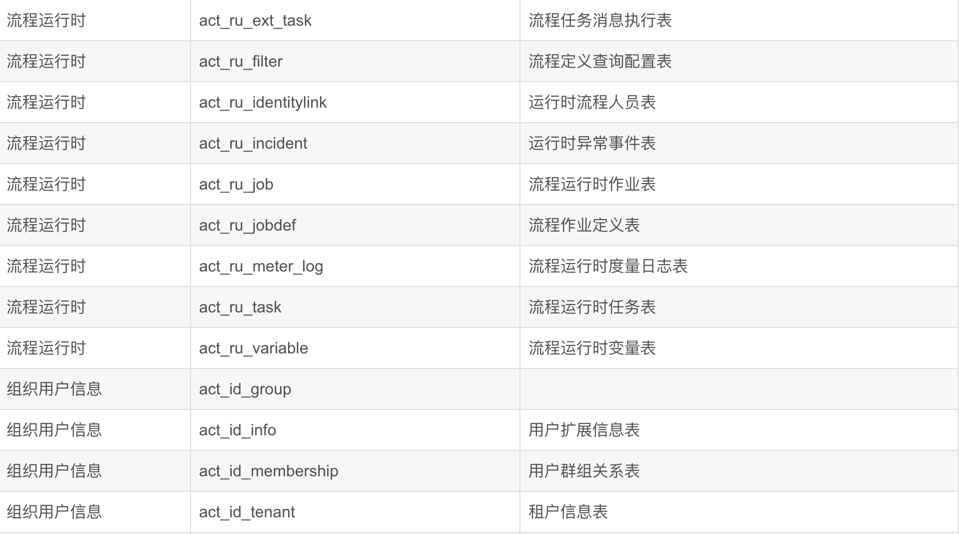 流程运行时 act_ru_ext_task 流程任务消息执行表
流程运行时 act_ru_filter 流程定义查询配置表
流程运行时 act_ru_identitylink 运行时流程人员表
流程运行时 act_ru_incident 运行时异常事件表
流程运行时 act_ru_job 流程运行时作业表
流程运行时 act_ru_jobdef 流程作业定义表
流程运行时 act_ru_meter_log 流程运行时度量日志表
流程运行时 act_ru_task 流程运行时任务表
流程运行时 act_ru_variable 流程运行时变量表
组织用户信息 act_id_group
组织用户信息 act_id_info 用户扩展信息表
组织用户信息 act_id_membership 用户群组关系表
组织用户信息 act_id_tenant 租户信息表